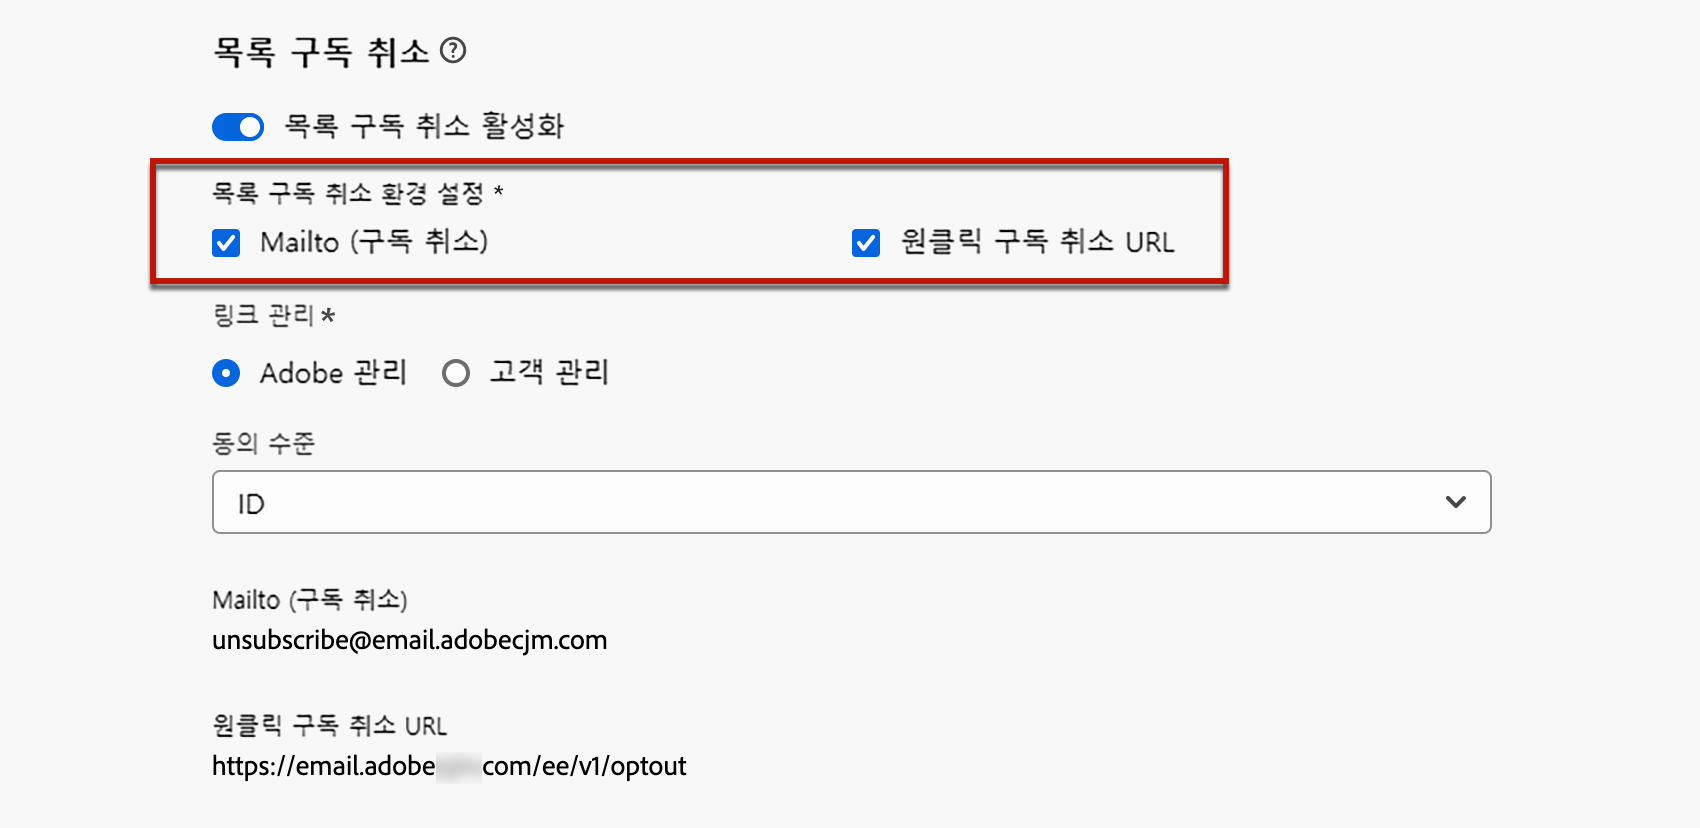 목록 구독 취소 ?
목록 구독 취소 활성화
목록 구독 취소 환경 설정 *
Mailto (구독 취소) 원클릭 구독 취소 URL
링크 관리 *
Adobe 관리 고객 관리
동의 수준
ID
Mailto (구독 취소)
unsubscribe@email.adobecjm.com
원클릭 구독 취소 URL
https://email.adobe com/ee/v1/optout